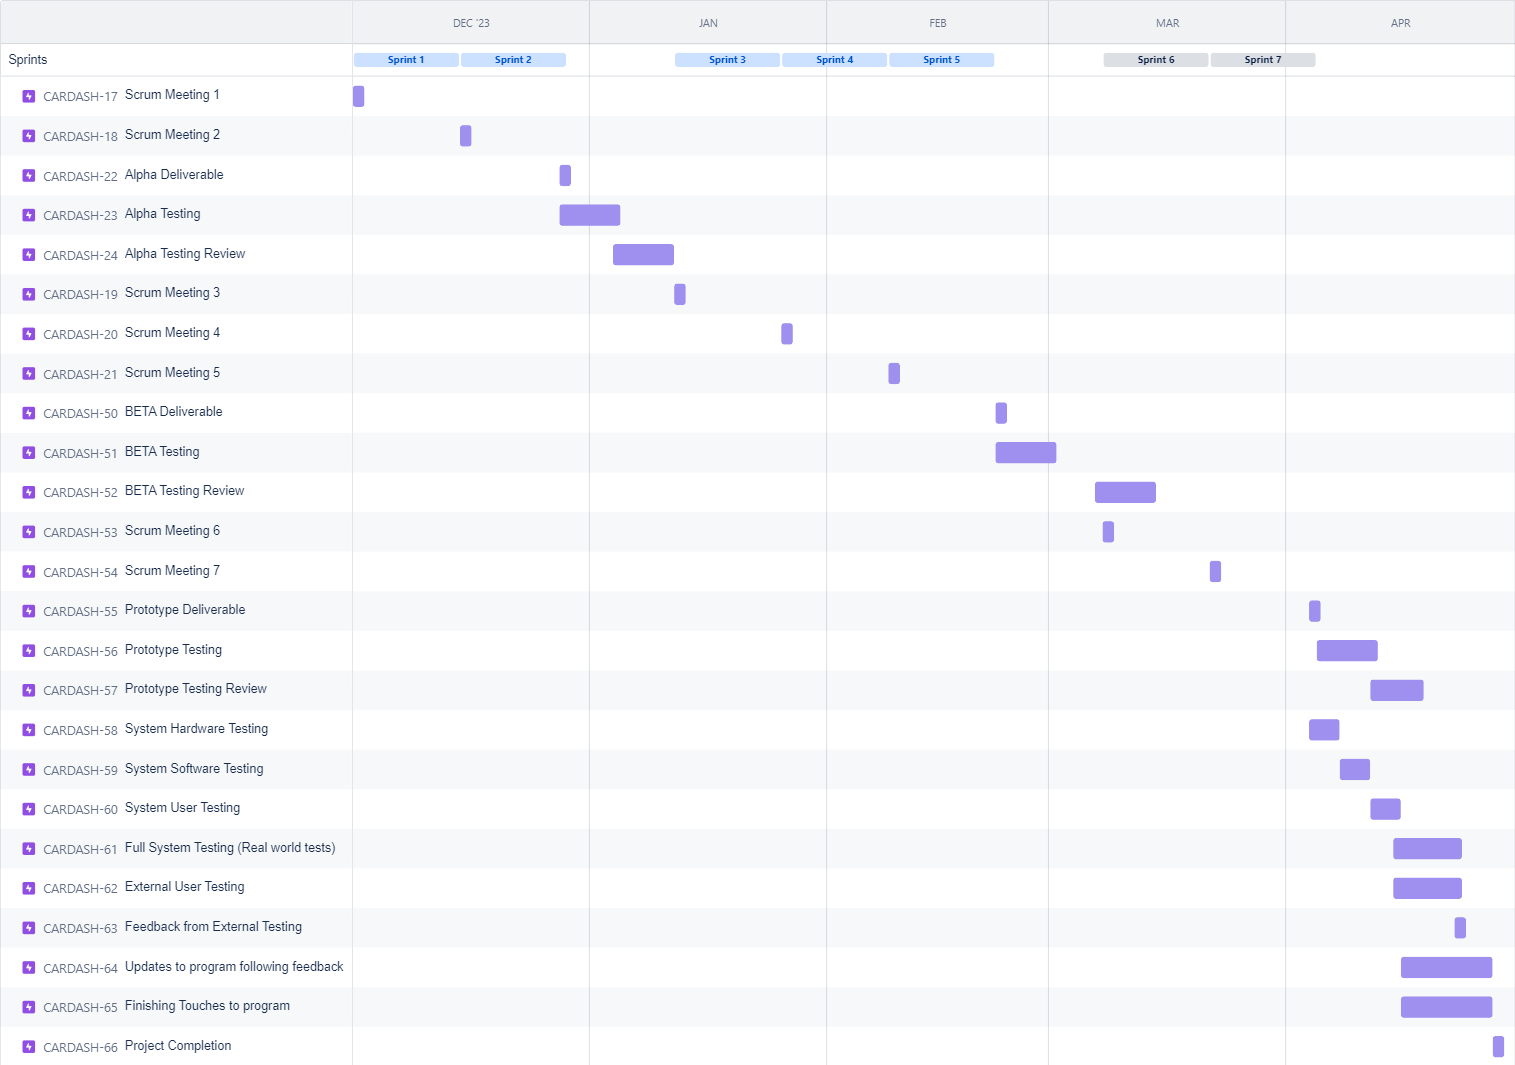 DEC '23 JAN FEB MAR APR
Sprints Sprint 1 Sprint 2 Sprint 3 Sprint 4 Sprint 5 Sprint 6 Sprint 7
CARDASH-17 Scrum Meeting 1
CARDASH-18 Scrum Meeting 2
CARDASH-22 Alpha Deliverable
CARDASH-23 Alpha Testing
CARDASH-24 Alpha Testing Review
CARDASH-19 Scrum Meeting 3
CARDASH-20 Scrum Meeting 4
CARDASH-21 Scrum Meeting 5
CARDASH-50 BETA Deliverable
CARDASH-51 BETA Testing
CARDASH-52 BETA Testing Review
CARDASH-53 Scrum Meeting 6
CARDASH-54 Scrum Meeting 7
CARDASH-55 Prototype Deliverable
CARDASH-56 Prototype Testing
CARDASH-57 Prototype Testing Review
CARDASH-58 System Hardware Testing
CARDASH-59 System Software Testing
CARDASH-60 System User Testing
CARDASH-61 Full System Testing (Real world tests)
CARDASH-62 External User Testing
CARDASH-63 Feedback from External Testing
CARDASH-64 Updates to program following feedback
CARDASH-65 Finishing Touches to program
CARDASH-66 Project Completion